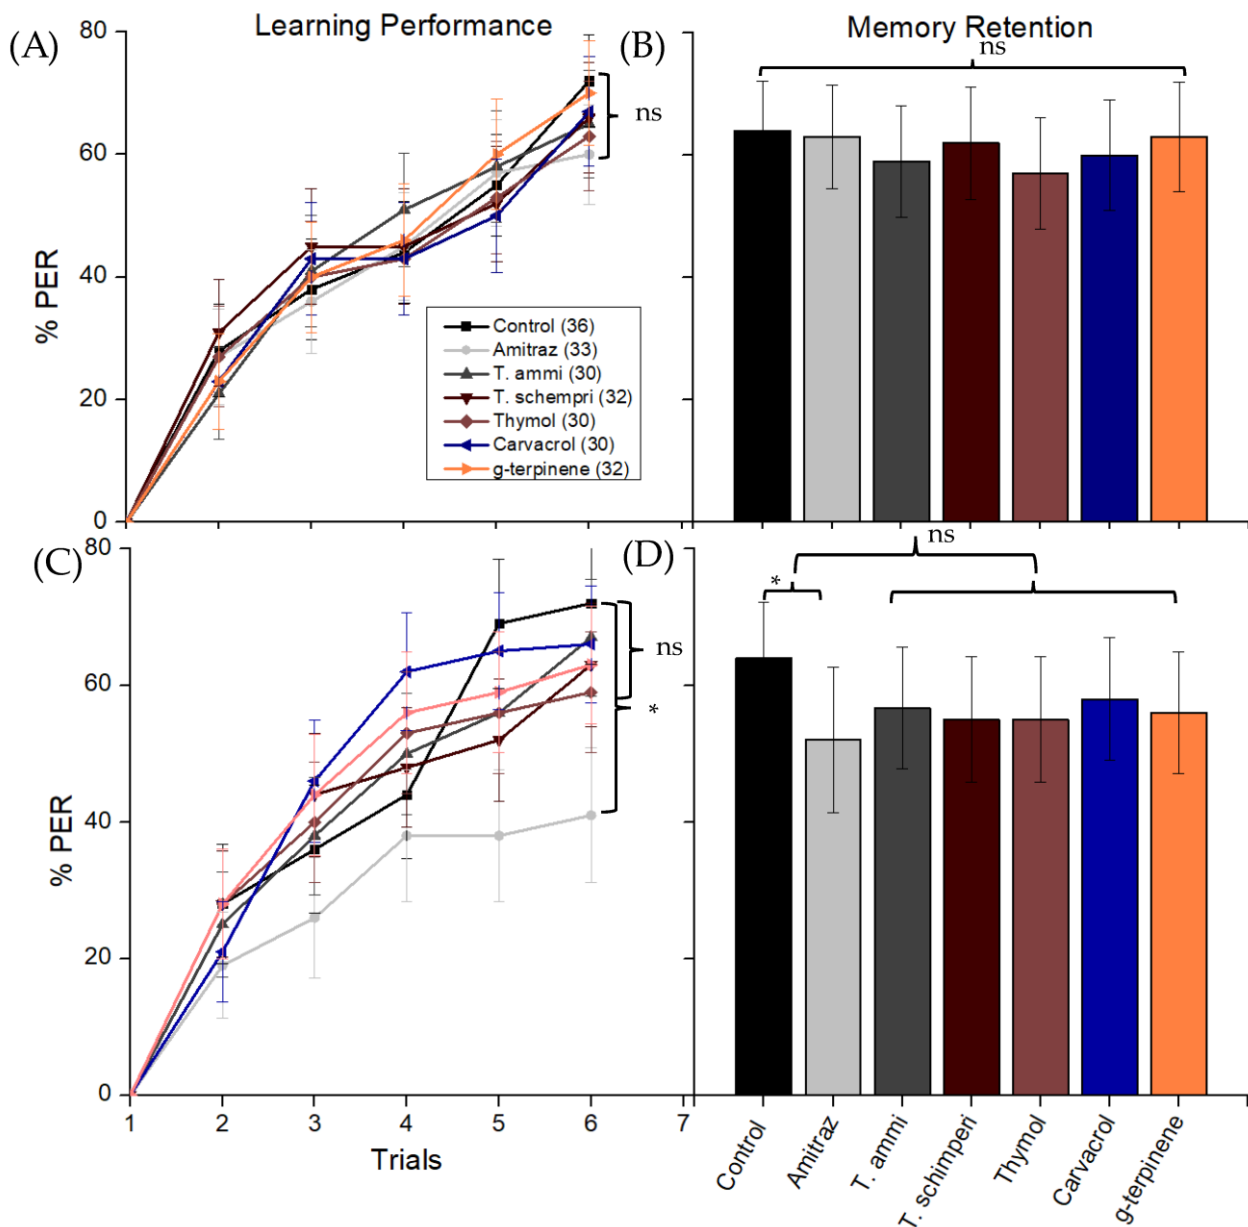 (A)
Learning Performance
80
60
40
20
0
% PER
ns
Control (36)
Amitraz (33)
T. ammi (30)
T. schempri (32)
Thymol (30)
Carvacrol (30)
g-terpinene (32)
(B)
Memory Retention
ns
(C)
80
60
40
20
0
% PER
ns
*
1 2 3 4 5 6 7
Trials
(D)
ns
*
Control
Amitraz
T. ammi
T. schimperi
Thymol
Carvacrol
g-terpinene